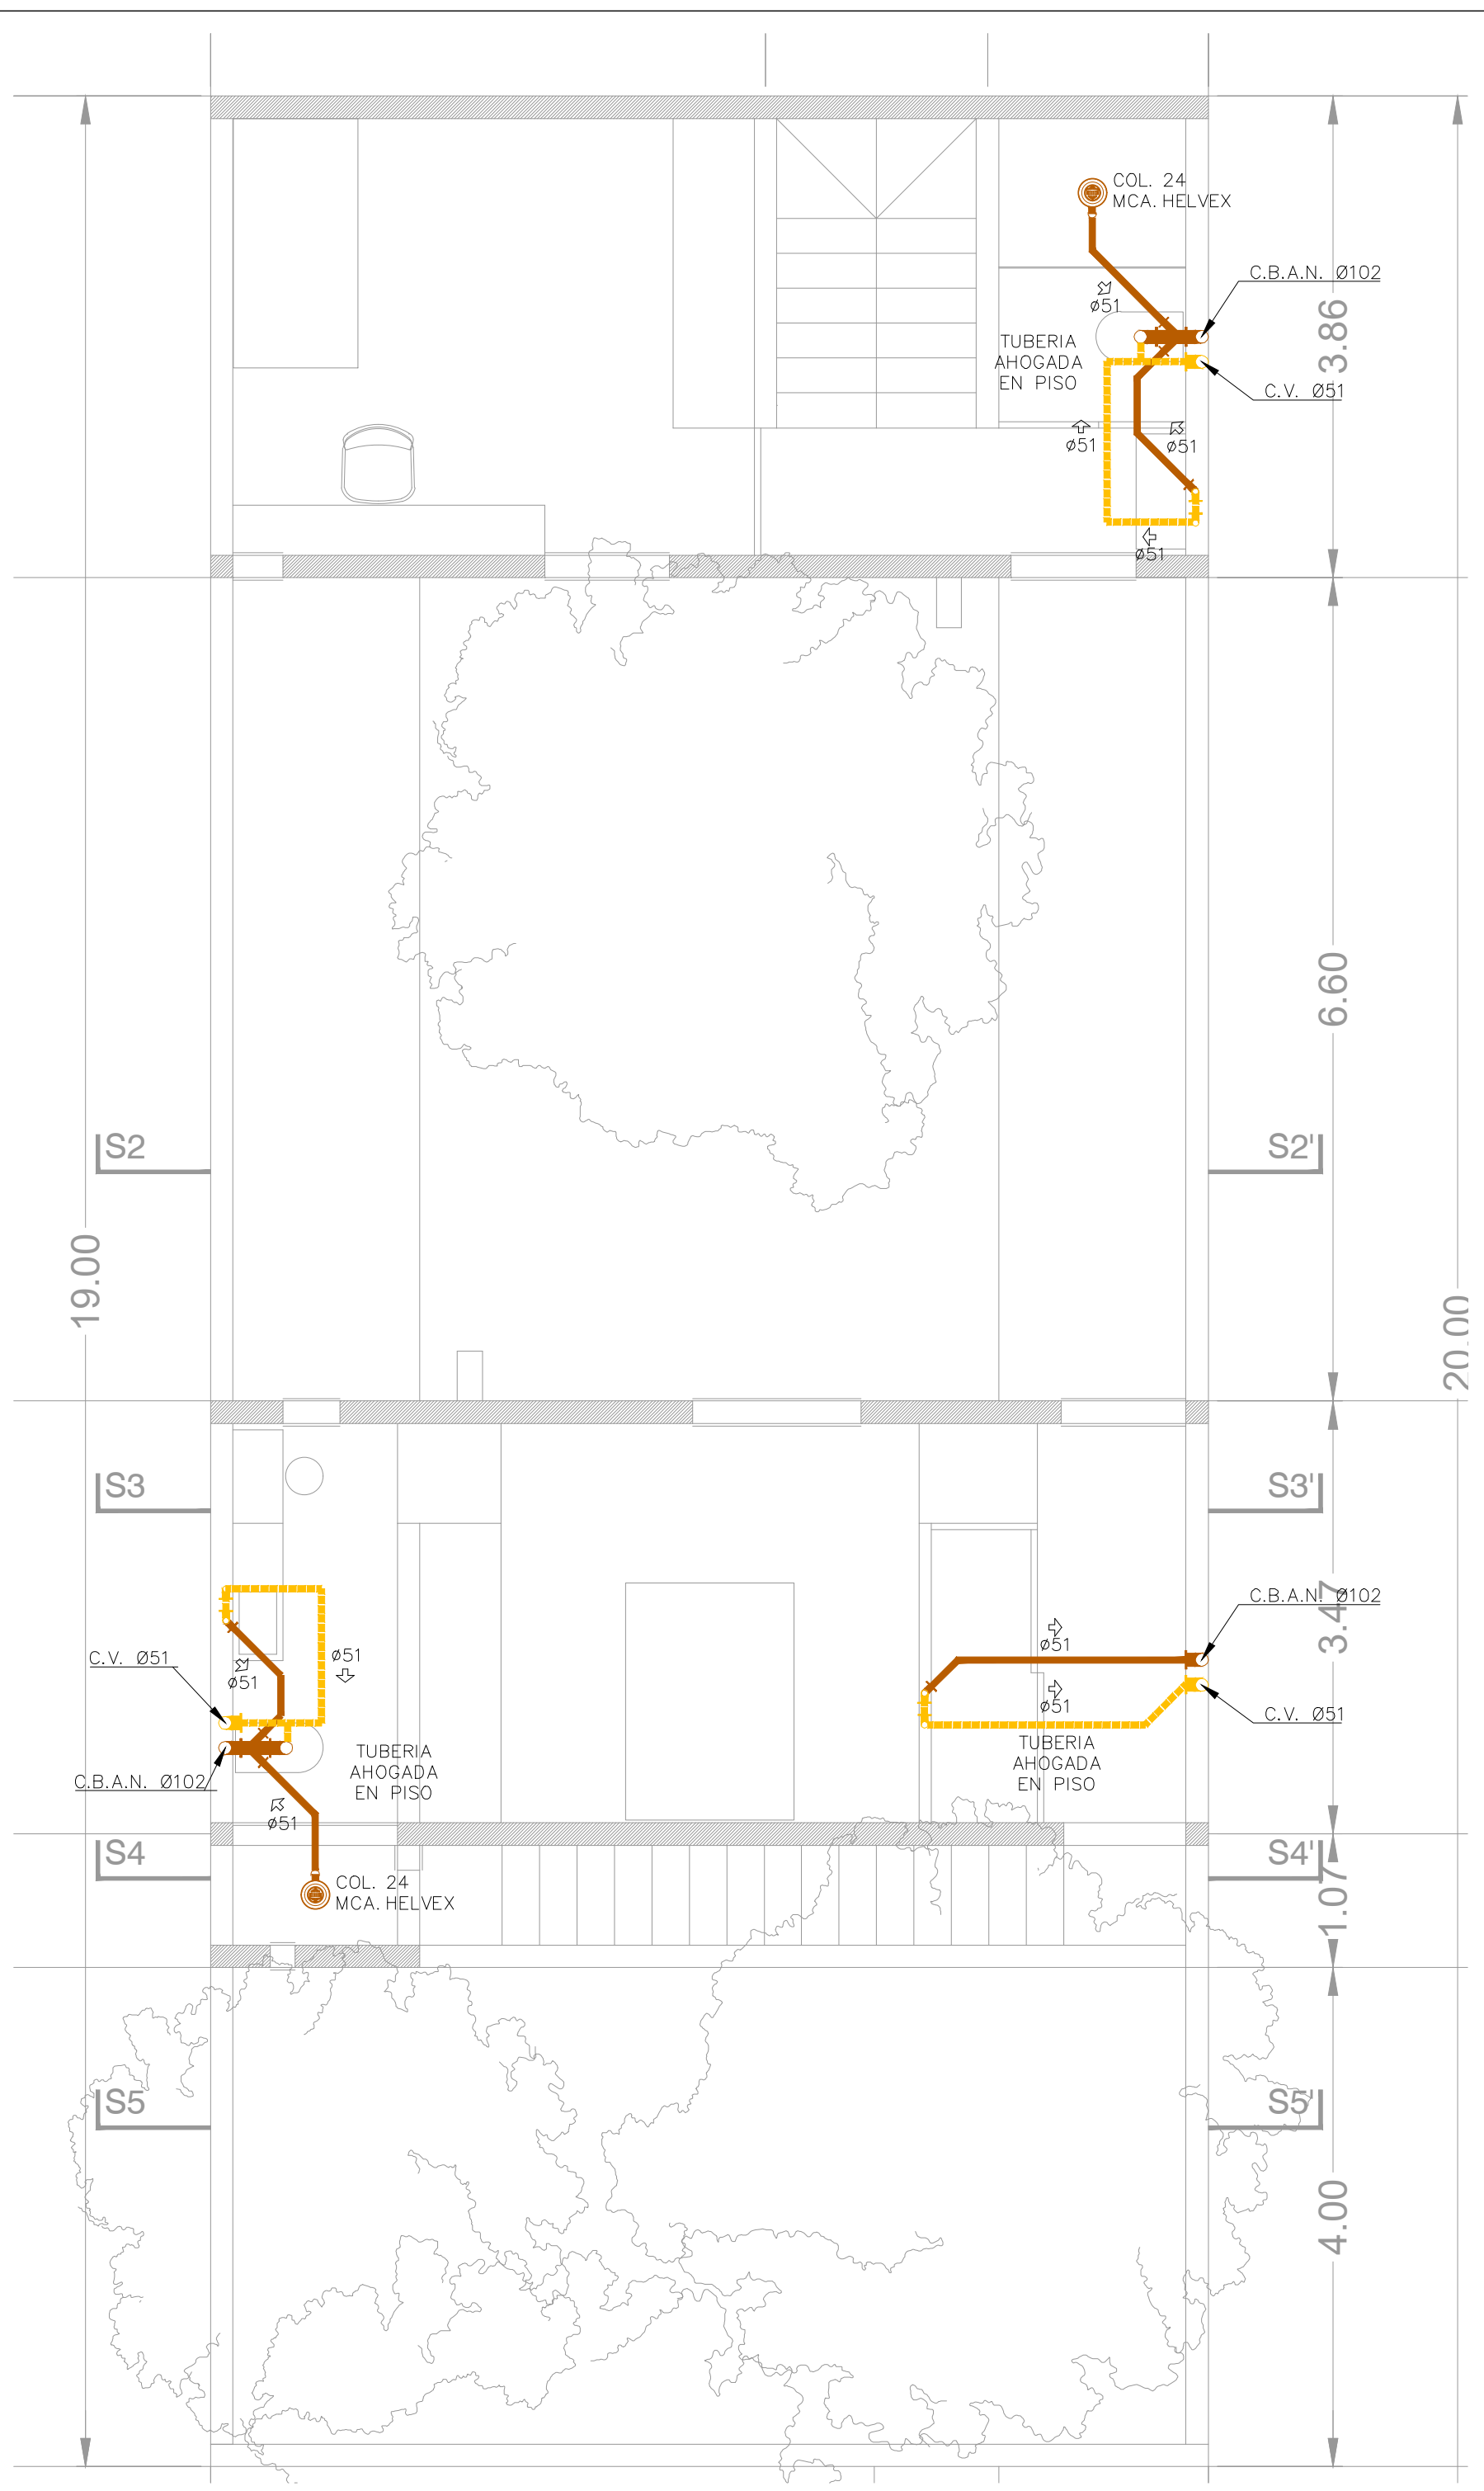 COL. 24
MCA. HELVEX
C.B.A.N. Ø102
ø51
3.86
TUBERIA
AHOGADA
EN PISO
C.V. Ø51
ø51
ø51
ø51
6.60
S2
S2'
19.00
20.00
S3
S3'
3.47
C.B.A.N. Ø102
ø51
ø51
C.V. Ø51
ø51
ø51
C.V. Ø51
TUBERIA
AHOGADA
EN PISO
TUBERIA
AHOGADA
EN PISO
C.B.A.N. Ø102
ø51
S4
S4'
COL. 24
MCA. HELVEX
1.07
S5
S5'
4.00